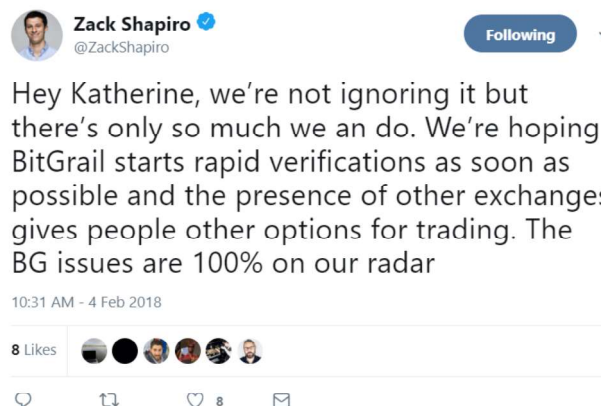 Zack Shapiro
@ZackShapiro
Following
Hey Katherine, we're not ignoring it but
there's only so much we an do. We're hoping
BitGrail starts rapid verifications as soon as
possible and the presence of other exchanges
gives people other options for trading. The
BG issues are 100% on our radar
10:31 AM - 4 Feb 2018
8 Likes
8